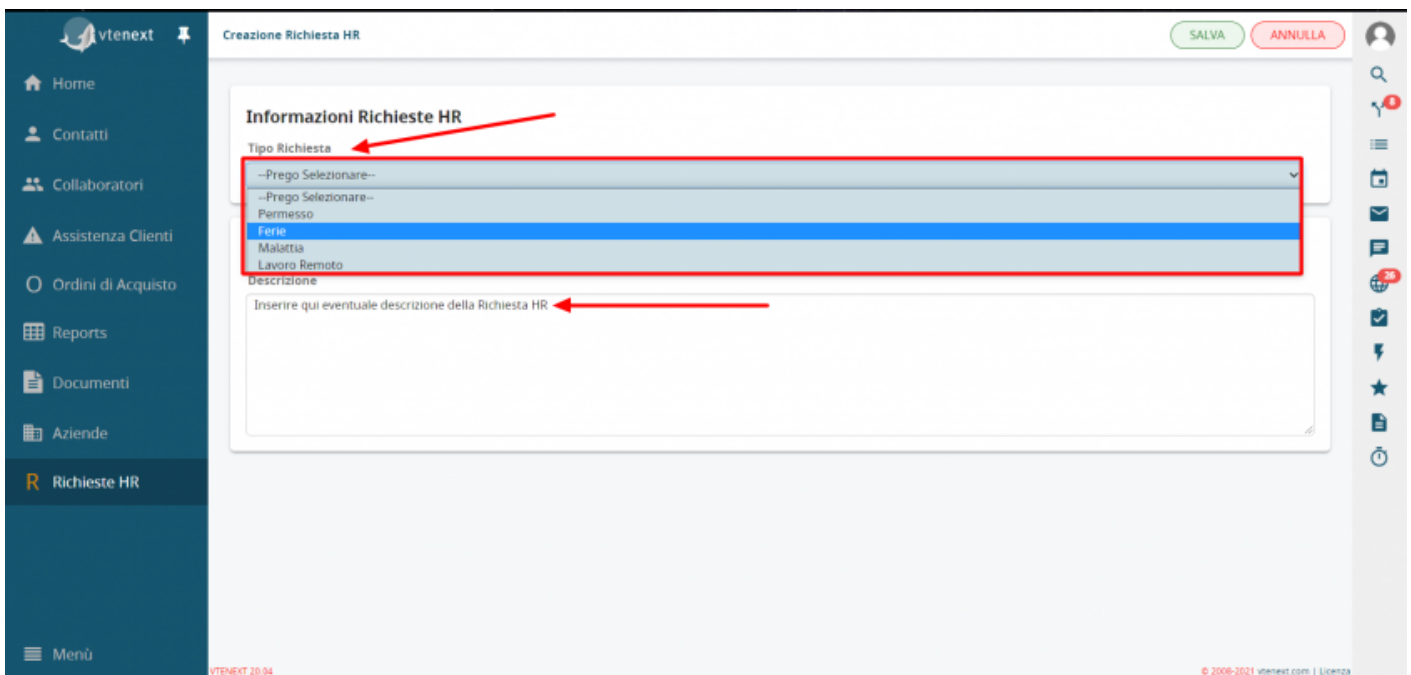 vtenext
Creazione Richiesta HR
SALVA
ANNULLA
Home
Contatti
Collaboratori
Assistenza Clienti
O Ordini di Acquisto
Reports
Documenti
Aziende
R Richieste HR
Menù
Informazioni Richieste HR
Tipo Richiesta
--Prego Selezionare--
--Prego Selezionare--
Permesso
Ferie
Malattia
Lavoro Remoto
Descrizione
Inserire qui eventuale descrizione della Richiesta HR
8
26
VTENEXT 20.04
© 2008-2021 vtenext.com | Licenza